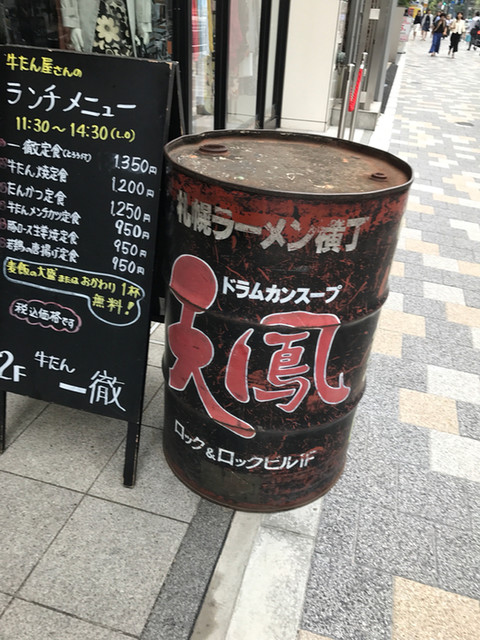 牛たん屋さんの
ランチメニュー
11:30〜14:30(L.O)
一徹定食(とろろ付) 1,350円
牛たん焼定食 1,200円
たんかつ定食 1,250円
牛たんメンチカツ定食 950円
豚ロース生姜焼定食 950円
若鶏の唐揚げ定食 950円
麦飯の大盛またはおかわり1杯
無料!
税込価格です
2F 牛たん
一徹
札幌ラーメン横丁
ドラムカンスープ
天鳳
ロック&ロックビル1F